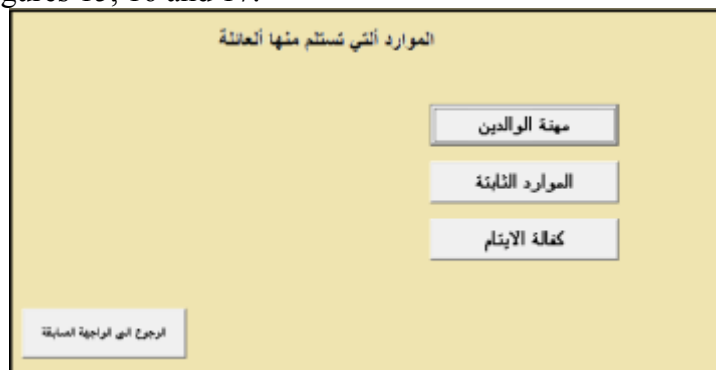 gures 15, 16 and 17.
الموارد ألتي تستلم منها ألعائلة
مهنة الوالدين
الموارد الثابتة
كفالة الايتام
الرجوع الى الواجهة السابقة